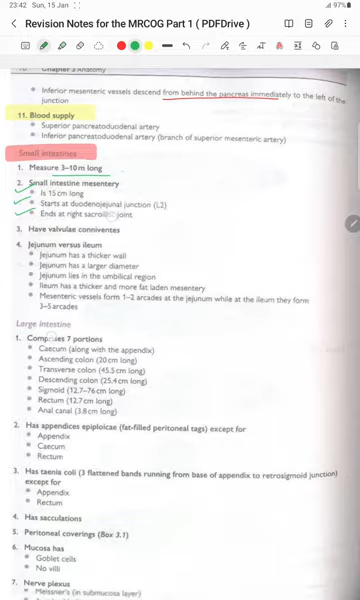 23:42 Sun, 15 Jan
97%
Revision Notes for the MRCOG Part 1 ( PDFDrive )
Chapter 3 Anatomy
Inferior mesenteric vessels descend from behind the pancreas immediately to the left of the
junction
11. Blood supply
Superior pancreatoduodenal artery
Inferior pancreatoduodenal artery (branch of superior mesenteric artery)
Small intestines
1. Measure 3–10 m long
2. Small intestine mesentery
Is 15 cm long
Starts at duodenojejunal junction (L2)
Ends at right sacroiliac joint
3. Have valvulae conniventes
4. Jejunum versus ileum
Jejunum has a thicker wall
Jejunum has a larger diameter
Jejunum lies in the umbilical region
Ileum has a thicker and more fat laden mesentery
Mesenteric vessels form 1–2 arcades at the jejunum while at the ileum they form
3–5 arcades
Large intestine
1. Comprises 7 portions
Caecum (along with the appendix)
Ascending colon (20 cm long)
Transverse colon (45.5 cm long)
Descending colon (25.4 cm long)
Sigmoid (12.7–76 cm long)
Rectum (12.7 cm long)
Anal canal (3.8 cm long)
2. Has appendices epiploicae (fat-filled peritoneal tags) except for
Appendix
Caecum
Rectum
3. Has taenia coli (3 flattened bands running from base of appendix to retrosigmoid junction)
except for
Appendix
Rectum
4. Has sacculations
5. Peritoneal coverings (Box 3.1)
6. Mucosa has
Goblet cells
No villi
7. Nerve plexus
Meissner's (in submucosa layer)